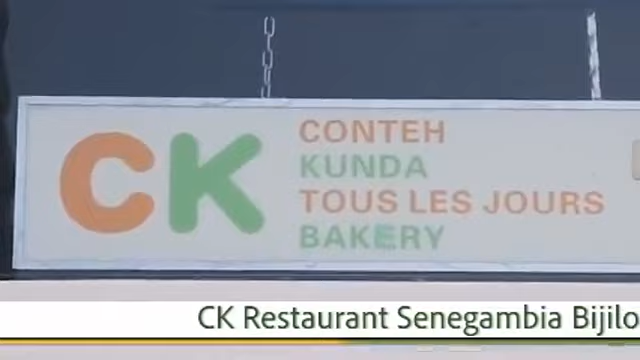 CK
CONTEH
KUNDA
TOUS LES JOURS
BAKERY
CK Restaurant Senegambia Bijilo